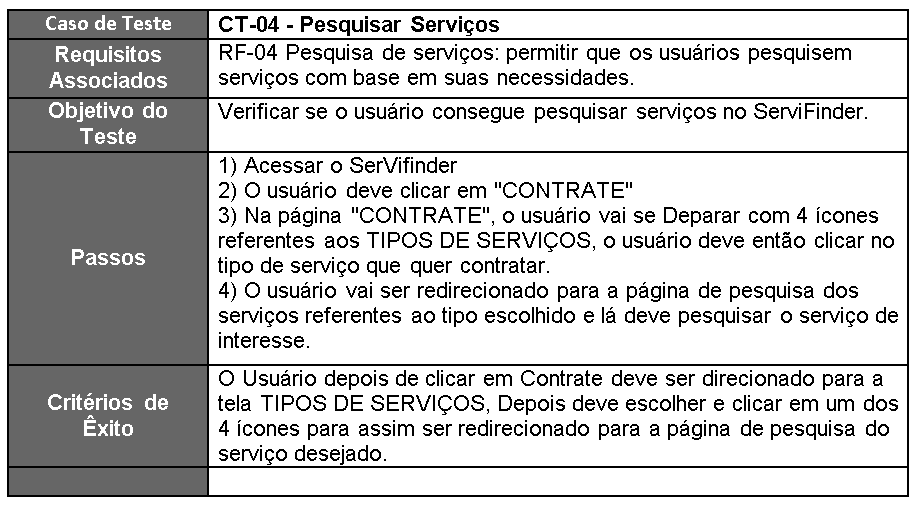 Caso de Teste
CT-04 - Pesquisar Serviços
Requisitos
Associados
RF-04 Pesquisa de serviços: permitir que os usuários pesquisem
serviços com base em suas necessidades.
Objetivo do
Teste
Verificar se o usuário consegue pesquisar serviços no ServiFinder.
Passos
1) Acessar o SerVifinder
2) O usuário deve clicar em "CONTRATE"
3) Na página "CONTRATE", o usuário vai se Deparar com 4 ícones
referentes aos TIPOS DE SERVIÇOS, o usuário deve então clicar no
tipo de serviço que quer contratar.
4) O usuário vai ser redirecionado para a página de pesquisa dos
serviços referentes ao tipo escolhido e lá deve pesquisar o serviço de
interesse.
Critérios de
Êxito
O Usuário depois de clicar em Contrate deve ser direcionado para a
tela TIPOS DE SERVIÇOS, Depois deve escolher e clicar em um dos
4 ícones para assim ser redirecionado para a página de pesquisa do
serviço desejado.